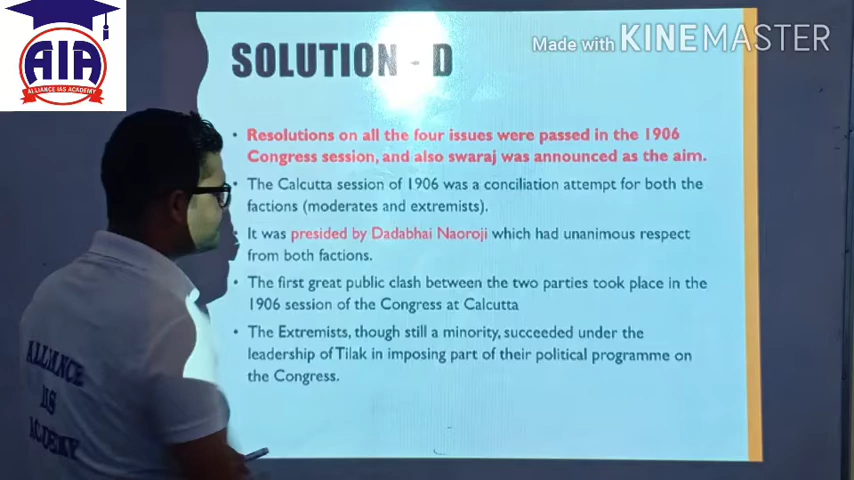 AIA
ALLIANCE IAS ACADEMY
Made with KINEMASTER
SOLUTION - D
• Resolutions on all the four issues were passed in the 1906
Congress session, and also swaraj was announced as the aim.
• The Calcutta session of 1906 was a conciliation attempt for both the
factions (moderates and extremists).
• It was presided by Dadabhai Naoroji which had unanimous respect
from both factions.
• The first great public clash between the two parties took place in the
1906 session of the Congress at Calcutta
• The Extremists, though still a minority, succeeded under the
leadership of Tilak in imposing part of their political programme on
the Congress.
ALLIANCE
IAS
ACADEMY